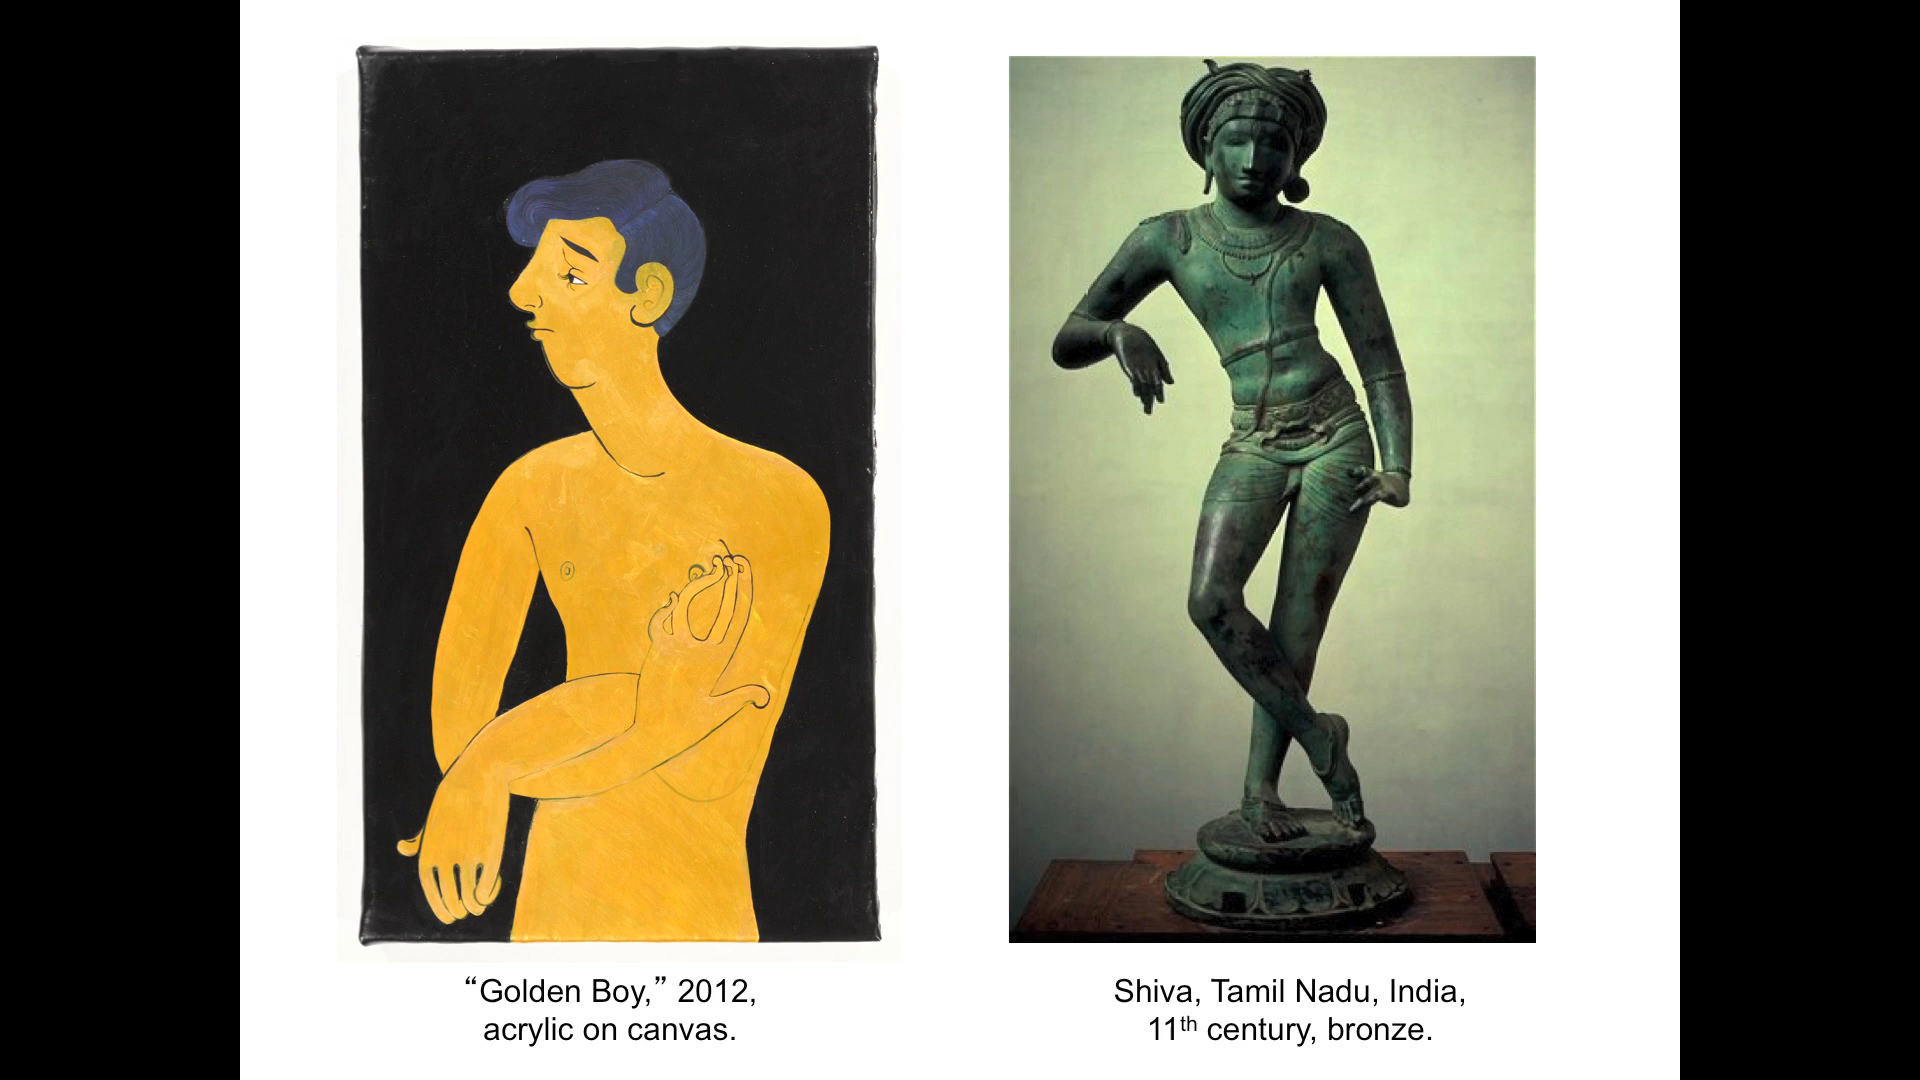 “Golden Boy,” 2012,
acrylic on canvas.
Shiva, Tamil Nadu, India,
11th century, bronze.